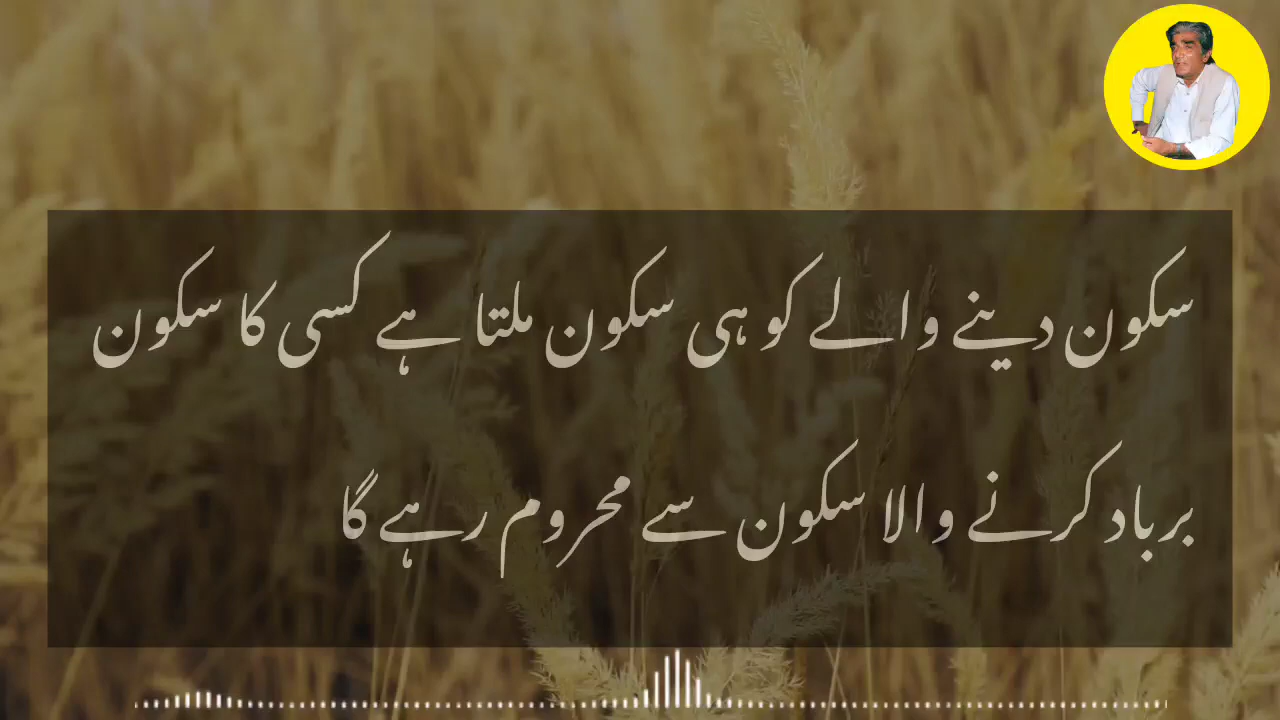 سکون دینے والے کو ہی سکون ملتا ہے کسی کا سکون
برباد کرنے والا سکون سے محروم رہے گا